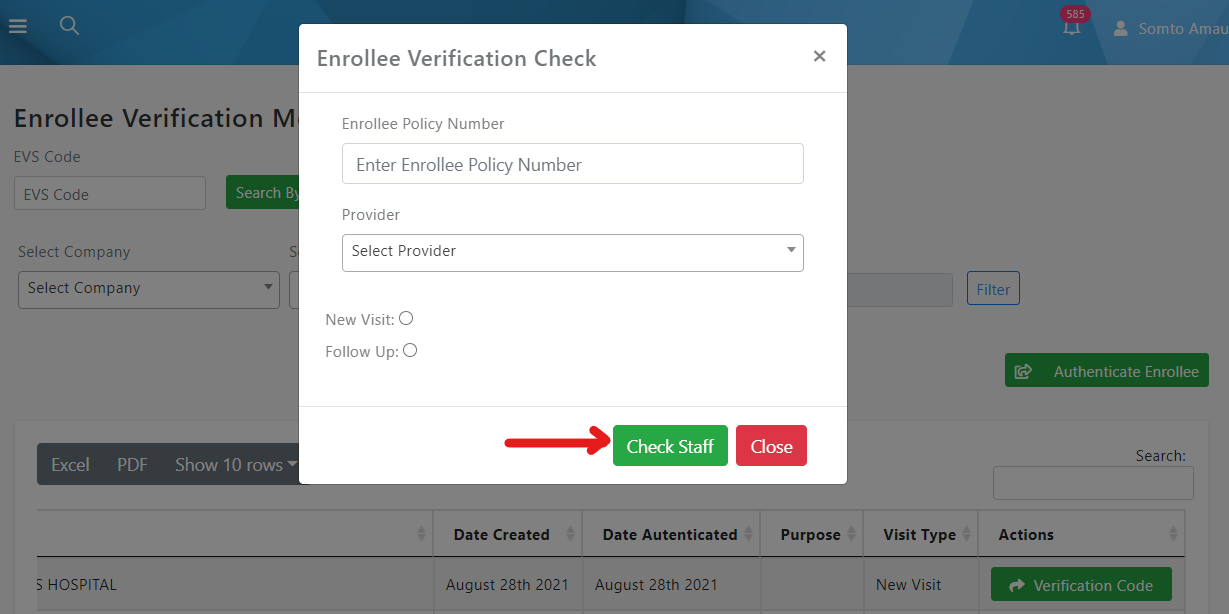 585
Somto Amau
Enrollee Verification Check
×
Enrollee Verification M
EVS Code
EVS Code
Search By
Enrollee Policy Number
Enter Enrollee Policy Number
Provider
Select Provider
Select Company
S
Select Company
Filter
New Visit:
Follow Up:
Authenticate Enrollee
Check Staff
Close
Excel PDF Show 10 rows
Search:
Date Created Date Autenticated Purpose Visit Type Actions
S HOSPITAL August 28th 2021 August 28th 2021 New Visit Verification Code